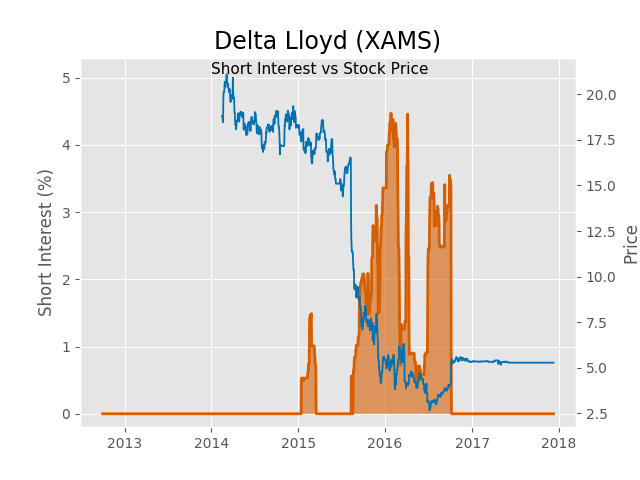 Delta Lloyd (XAMS)
Short Interest vs Stock Price
Short Interest (%)
5
4
3
2
1
0
20.0
17.5
15.0
12.5
10.0
7.5
5.0
2.5
Price
2013 2014 2015 2016 2017 2018